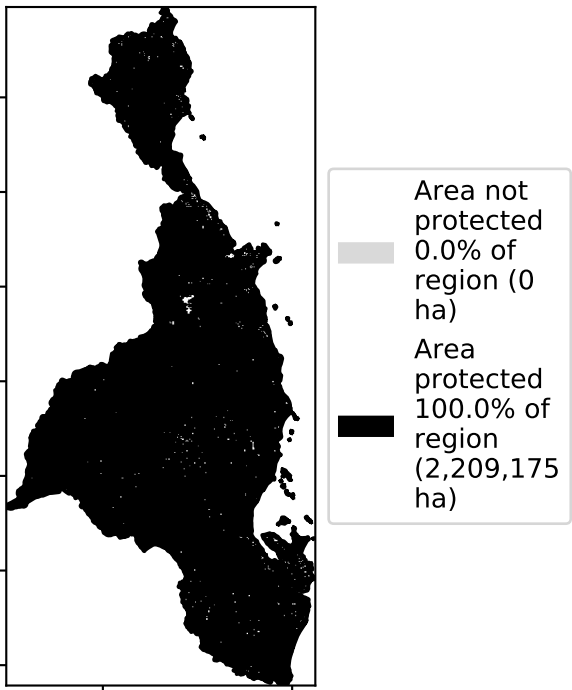 Area not
protected
0.0% of
region (0
ha)
Area
protected
100.0% of
region
(2,209,175
ha)